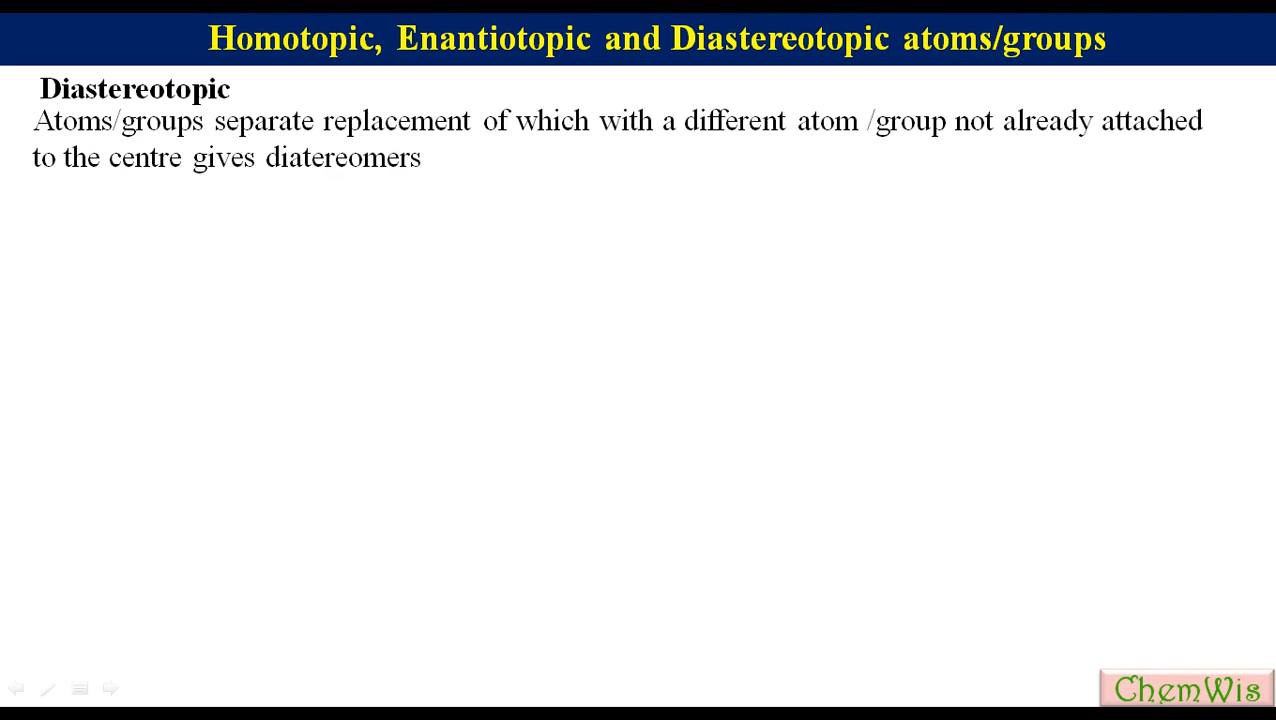 Homotopic, Enantiotopic and Diastereotopic atoms/groups
Diastereotopic
Atoms/groups separate replacement of which with a different atom /group not already attached
to the centre gives diatereomers
ChemWis